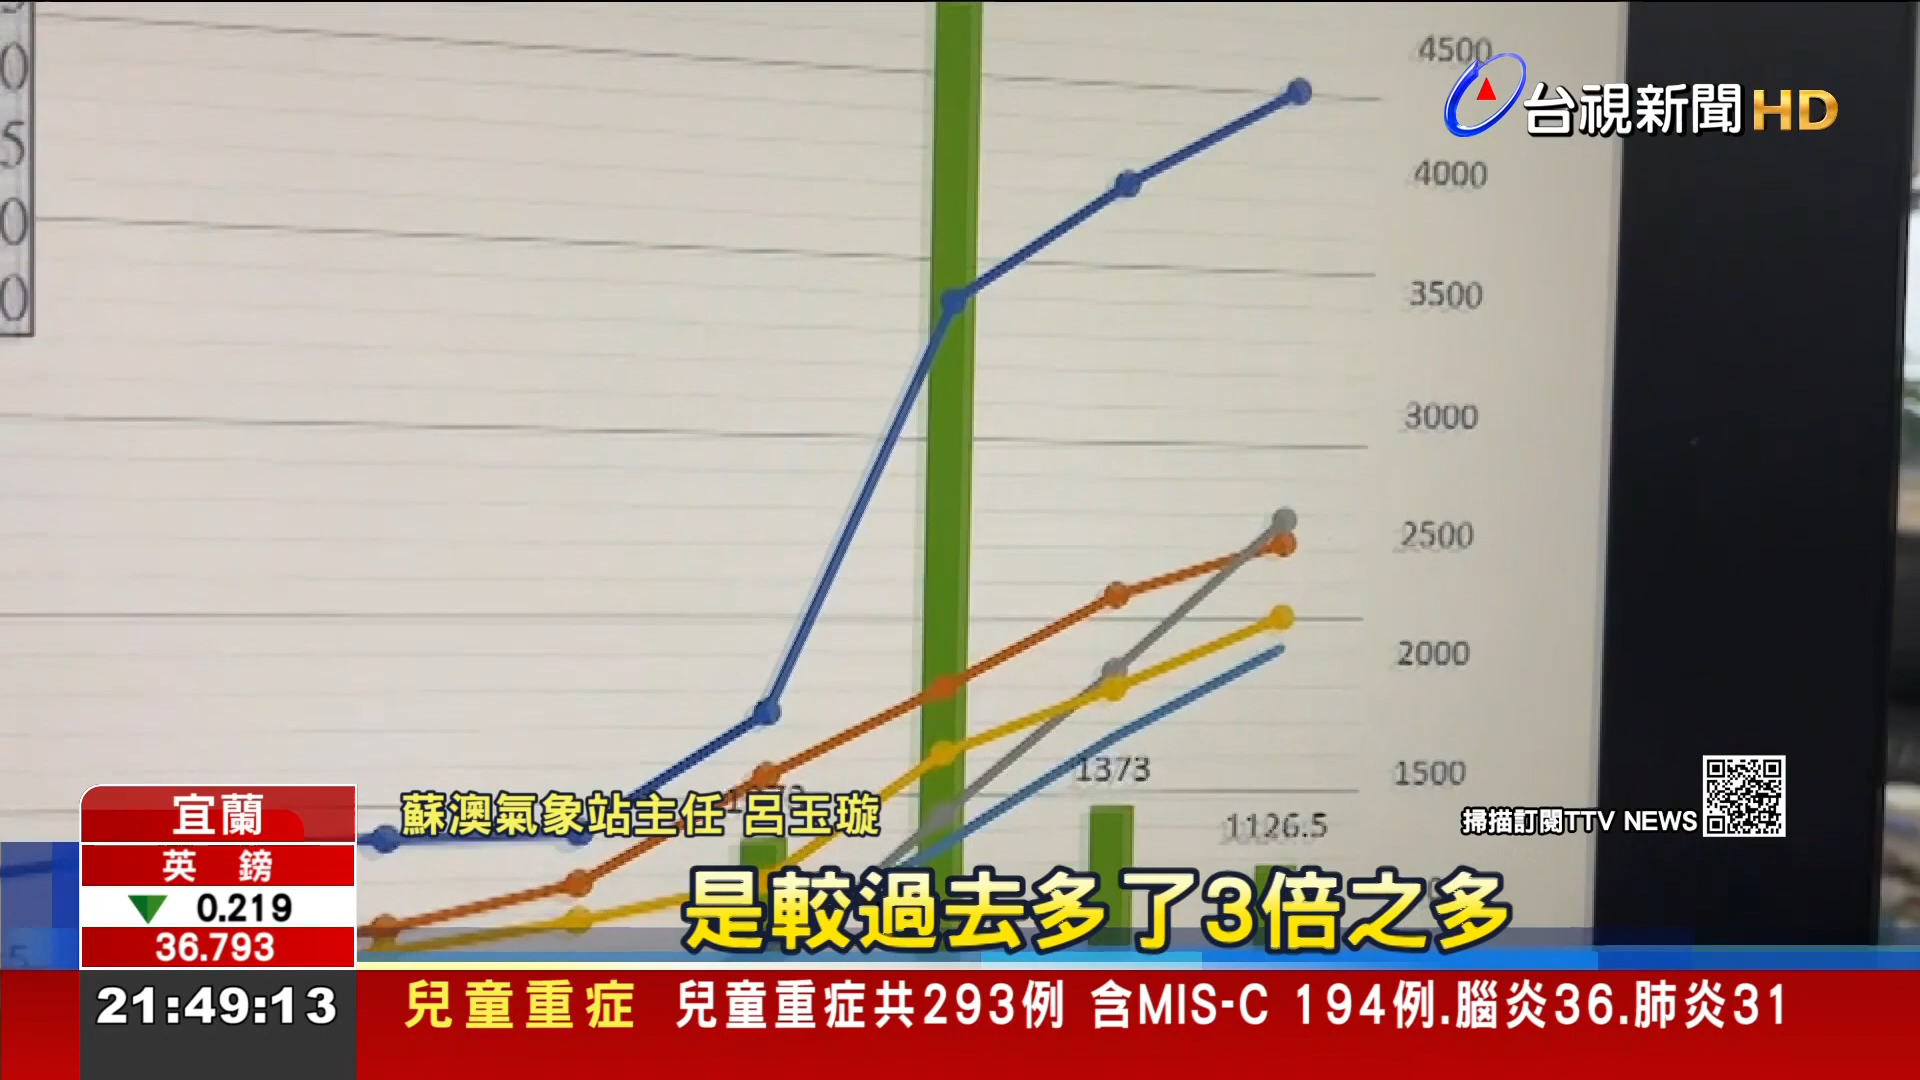 4500
台視新聞HD
4000
3500
3000
2500
2000
1373
1500
1126.5
宜蘭
蘇澳氣象站主任 呂玉璇
掃描訂閱TTV NEWS
英 鎊
0.219
36.793
是較過去多了3倍之多
21:49:13
兒童重症 兒童重症共293例 含MIS-C 194例.腦炎36.肺炎31